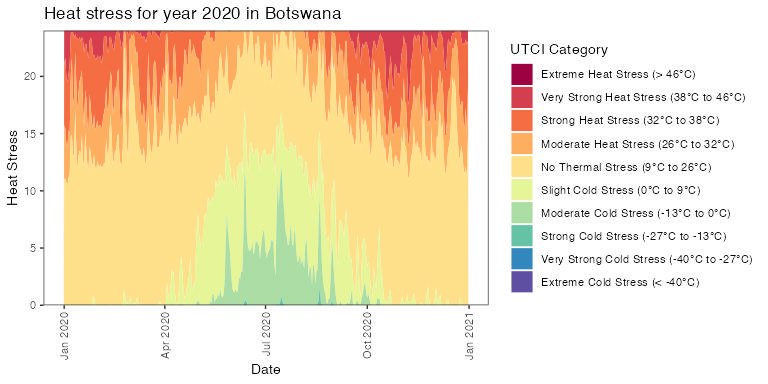 Heat stress for year 2020 in Botswana
Heat Stress
20
15
10
5
0
Jan 2020
Apr 2020
Jul 2020
Oct 2020
Jan 2021
Date
UTCI Category
Extreme Heat Stress (> 46°C)
Very Strong Heat Stress (38°C to 46°C)
Strong Heat Stress (32°C to 38°C)
Moderate Heat Stress (26°C to 32°C)
No Thermal Stress (9°C to 26°C)
Slight Cold Stress (0°C to 9°C)
Moderate Cold Stress (-13°C to 0°C)
Strong Cold Stress (-27°C to -13°C)
Very Strong Cold Stress (-40°C to -27°C)
Extreme Cold Stress (< -40°C)